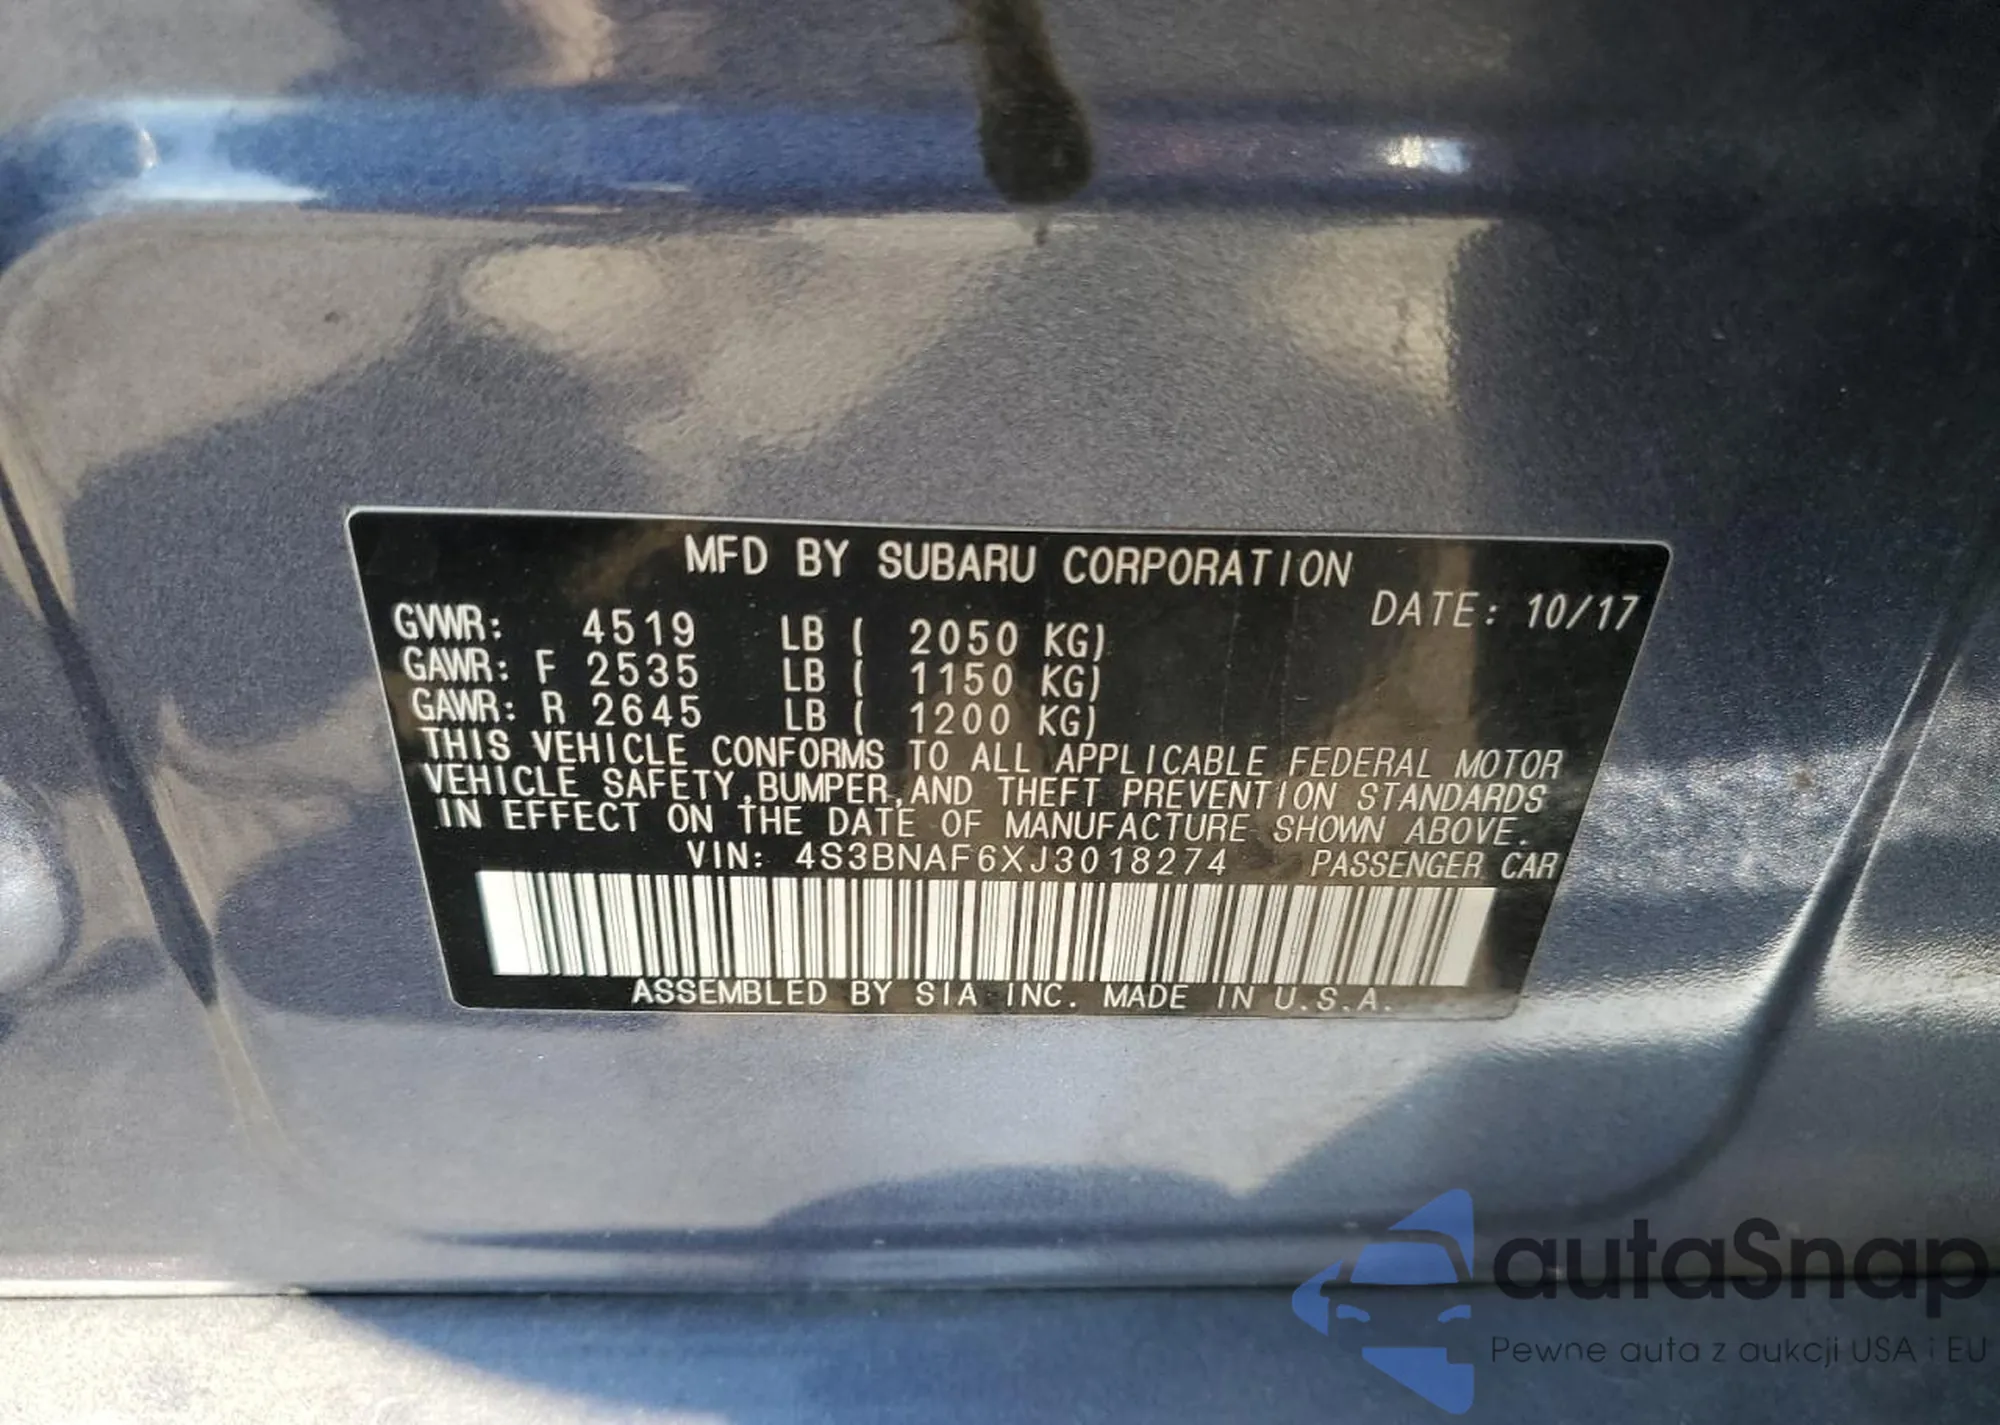 MFD BY SUBARU CORPORATION
DATE: 10/17
GVWR: 4519 LB ( 2050 KG)
GAWR: F 2535 LB ( 1150 KG)
GAWR: R 2645 LB ( 1200 KG)
THIS VEHICLE CONFORMS TO ALL APPLICABLE FEDERAL MOTOR
VEHICLE SAFETY,BUMPER,AND THEFT PREVENTION STANDARDS
IN EFFECT ON THE DATE OF MANUFACTURE SHOWN ABOVE.
VIN: 4S3BNAF6XJ3018274 PASSENGER CAR
ASSEMBLED BY SIA INC. MADE IN U.S.A.
autaSnap
Pewne auta z aukcji USA i EU